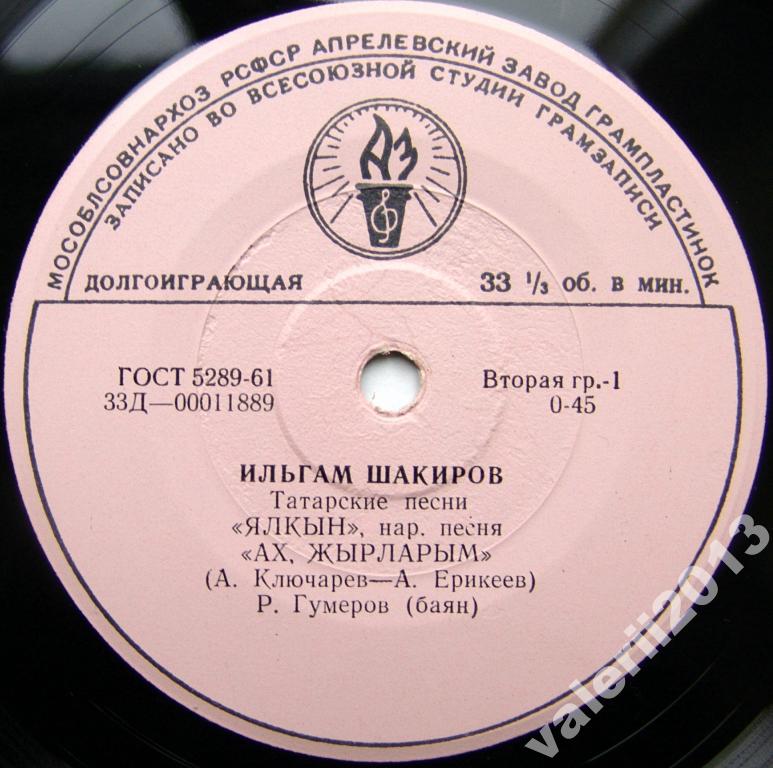 МОСОБЛСОВНАРХОЗ РСФСР АПРЕЛЕВСКИЙ ЗАВОД ГРАМПЛАСТИНОК
ЗАПИСАНО ВО ВСЕСОЮЗНОЙ СТУДИИ ГРАМЗАПИСИ
АЗ
ДОЛГОИГРАЮЩАЯ 33 1/3 об. в мин.
ГОСТ 5289-61 Вторая гр.-1
33Д—00011889 0-45
ИЛЬГАМ ШАКИРОВ
Татарские песни
«ЯЛКЫН», нар. песня
«АХ, ЖЫРЛАРЫМ»
(А. Ключарев—А. Ерикеев)
Р. Гумеров (баян)
valerii2013